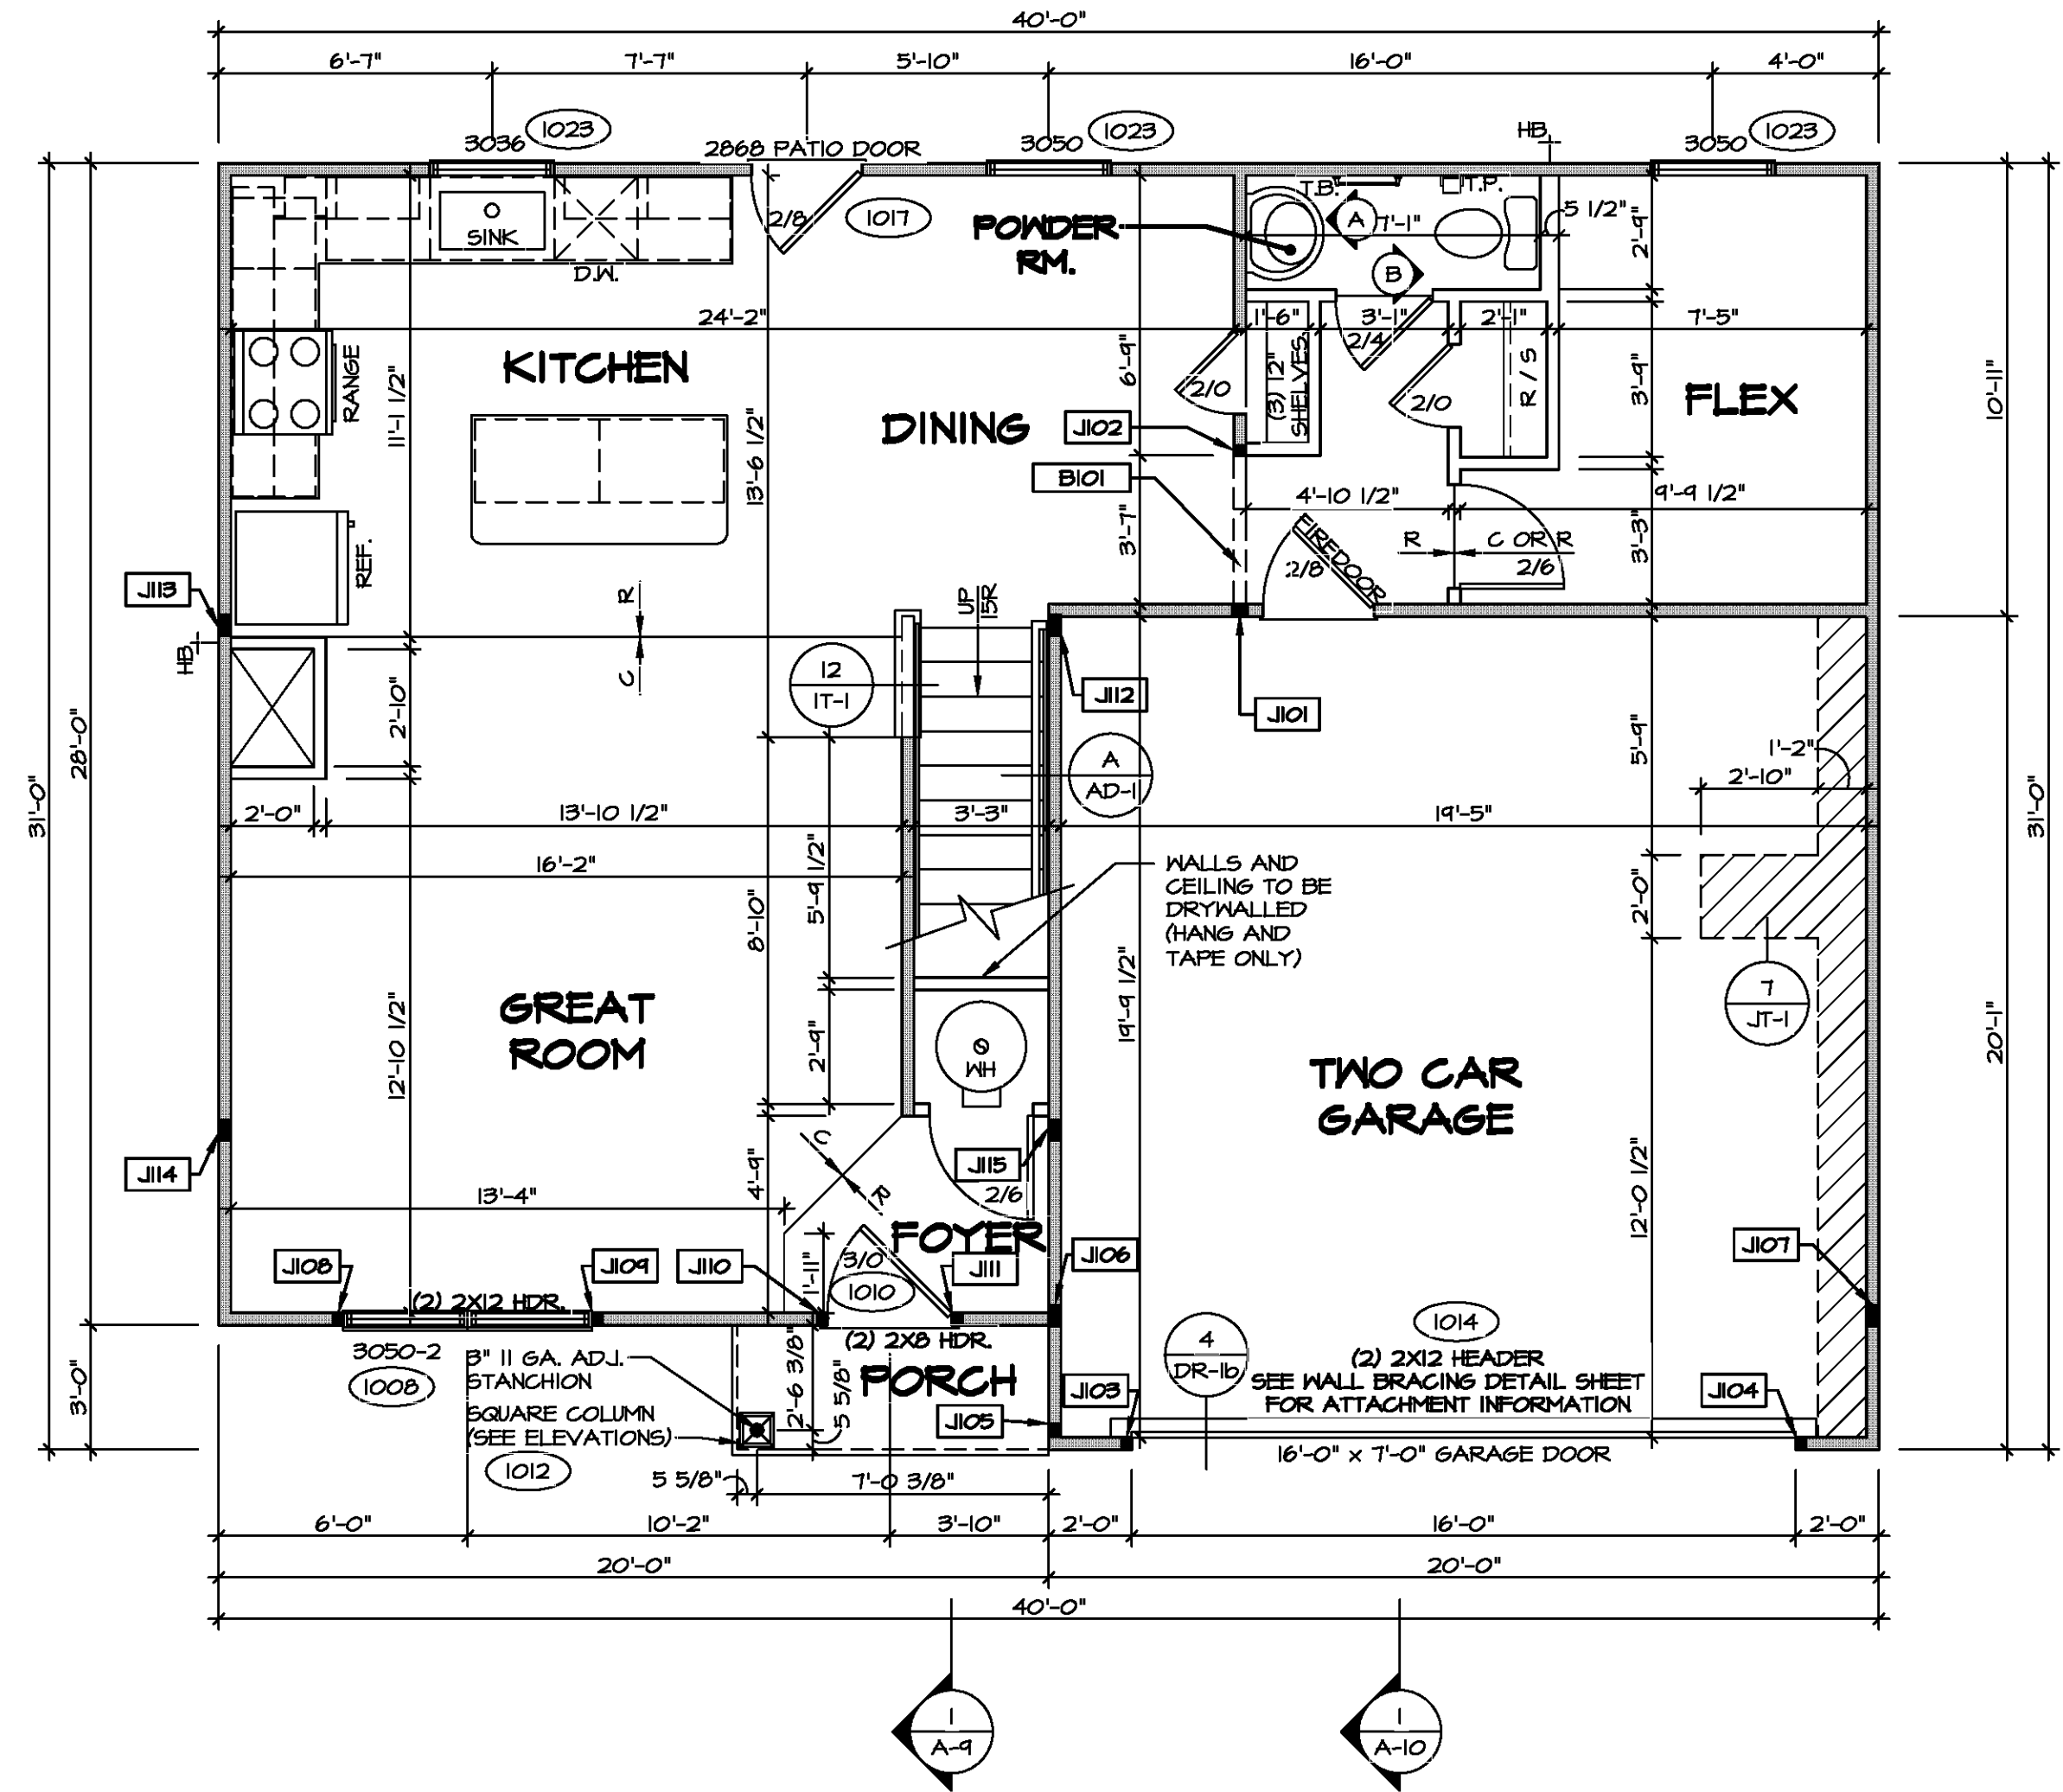 40'-0"
6'-7" 7'-7" 5'-10" 16'-0" 4'-0"
3036 1023 2868 PATIO DOOR 3050 1023 HB 3050 1023
2/8 1017
SINK
D.W.
POWDER
RM.
T.B. T.P.
A 7'-1" 5 1/2"
B
2'-9"
24'-2" 1'-6" 3'-1" 2'-1" 7'-5"
2/4
RANGE
KITCHEN
11'-1 1/2"
13'-6 1/2"
DINING
6'-9"
2/0
(3) 12"
SHELVES
2/0
R / S
3'-9"
FLEX
10'-11"
J102
B101
4'-10 1/2" 9'-9 1/2"
3'-7"
FIREDOOR
2/8
R C OR R
2/6
3'-3"
REF.
J113
HB
R
C
UP
15R
12
IT-1
J112
J101
A
AD-1
31'-0"
28'-0"
2'-10"
5'-9"
1'-2"
2'-10"
31'-0"
2'-0" 13'-10 1/2" 3'-3" 19'-5"
16'-2"
5'-9 1/2"
8'-10"
WALLS AND
CEILING TO BE
DRYWALLED
(HANG AND
TAPE ONLY)
2'-0"
19'-9 1/2"
7
JT-1
20'-1"
GREAT
ROOM
12'-10 1/2"
2'-9"
WH
TWO CAR
GARAGE
C
R
J114
J115
2/6
4'-9"
13'-4"
12'-0 1/2"
FOYER
J108 J109 J110 3/0 J111 J106 J107
1'-11"
1010
(2) 2X12 HDR.
3050-2
1008
3" 11 GA. ADJ.
STANCHION
SQUARE COLUMN
(SEE ELEVATIONS)
1012
(2) 2X8 HDR.
PORCH
2'-6 3/8"
5 5/8"
J105
J103
4
DR-1b
1014
(2) 2X12 HEADER
SEE WALL BRACING DETAIL SHEET
FOR ATTACHMENT INFORMATION
J104
16'-0" x 7'-0" GARAGE DOOR
3'-0"
5 5/8" 7'-0 3/8"
6'-0" 10'-2" 3'-10" 2'-0" 16'-0" 2'-0"
20'-0" 20'-0"
40'-0"
1
A-9
1
A-10